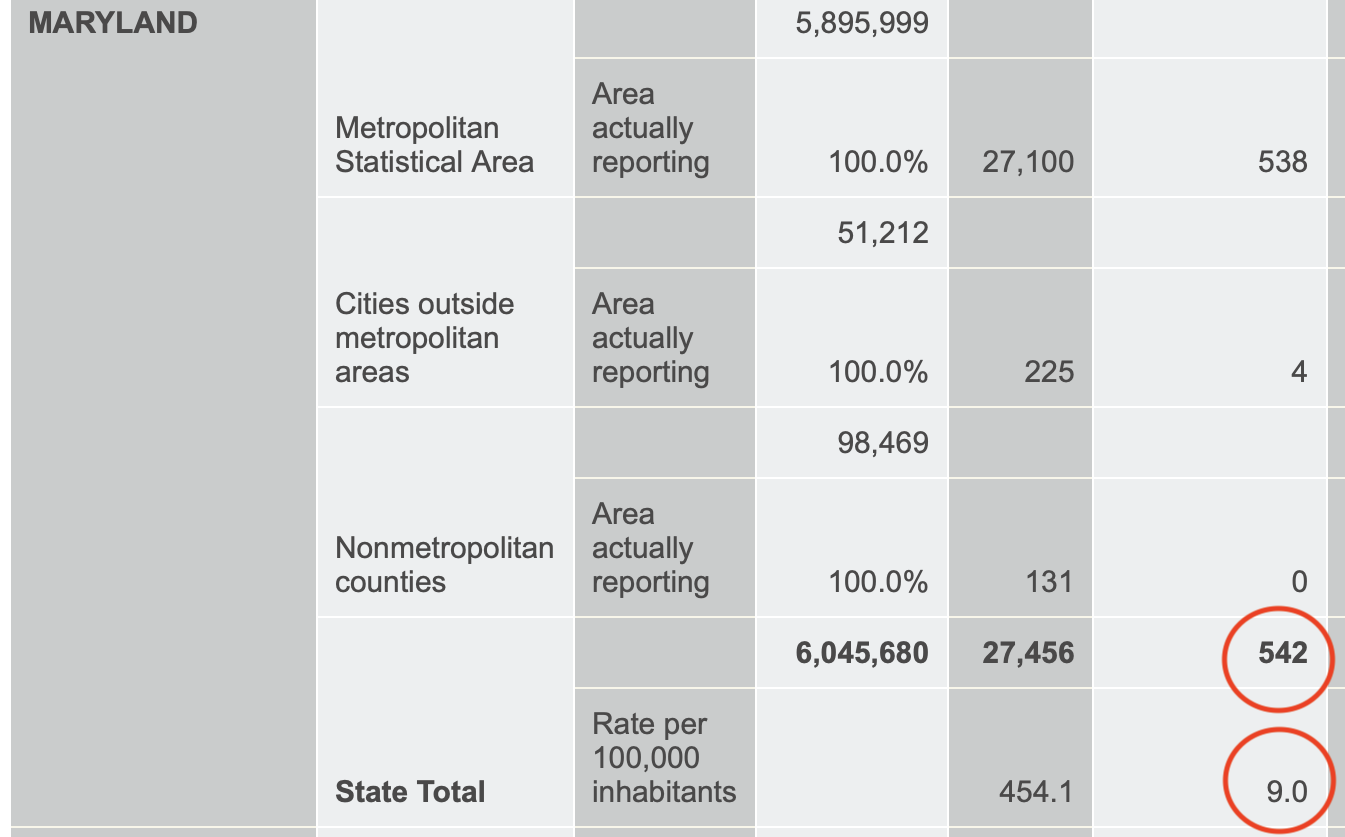 MARYLAND
5,895,999
Metropolitan
Statistical Area
Area
actually
reporting
100.0%
27,100
538
51,212
Cities outside
metropolitan
areas
Area
actually
reporting
100.0%
225
4
98,469
Nonmetropolitan
counties
Area
actually
reporting
100.0%
131
0
6,045,680
27,456
542
State Total
Rate per
100,000
inhabitants
454.1
9.0